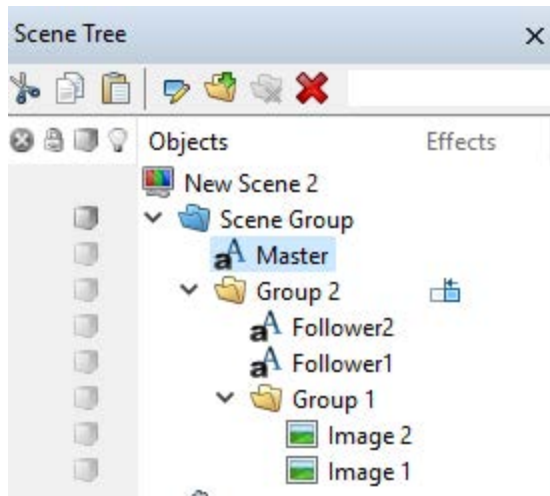 Scene Tree
Objects Effects
New Scene 2
Scene Group
Master
Group 2
Follower2
Follower1
Group 1
Image 2
Image 1